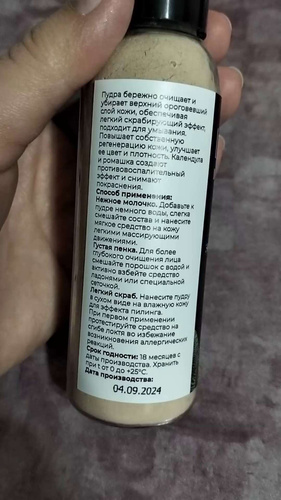 Пудра бережно очищает и
убирает верхний ороговевший
слой кожи, обеспечивая
легкий скрабирующий эффект,
подходит для умывания.
Повышает собственную
регенерацию кожи, улучшает
ее цвет и плотность. Календула
и ромашка создают
противовоспалительный
эффект и снимают
покраснения.
Способ применения:
Нежное молочко. Добавьте к
пудре немного воды, слегка
смешайте состав и нанесите
мягкое средство на кожу
легкими массирующими
движениями.
Густая пенка. Для более
глубокого очищения лица
смешайте порошок с водой и
активно взбейте средство
ладонями или специальной
сеточкой.
Легкий скраб. Нанесите пудру
в сухом виде на влажную кожу
для эффекта пилинга.
При первом применении
протестируйте средство на
сгибе локтя во избежание
возникновения аллергических
реакций.
Срок годности: 18 месяцев с
даты производства. Хранить
при t от 0 до +25°С.
Дата производства:
04.09.2024